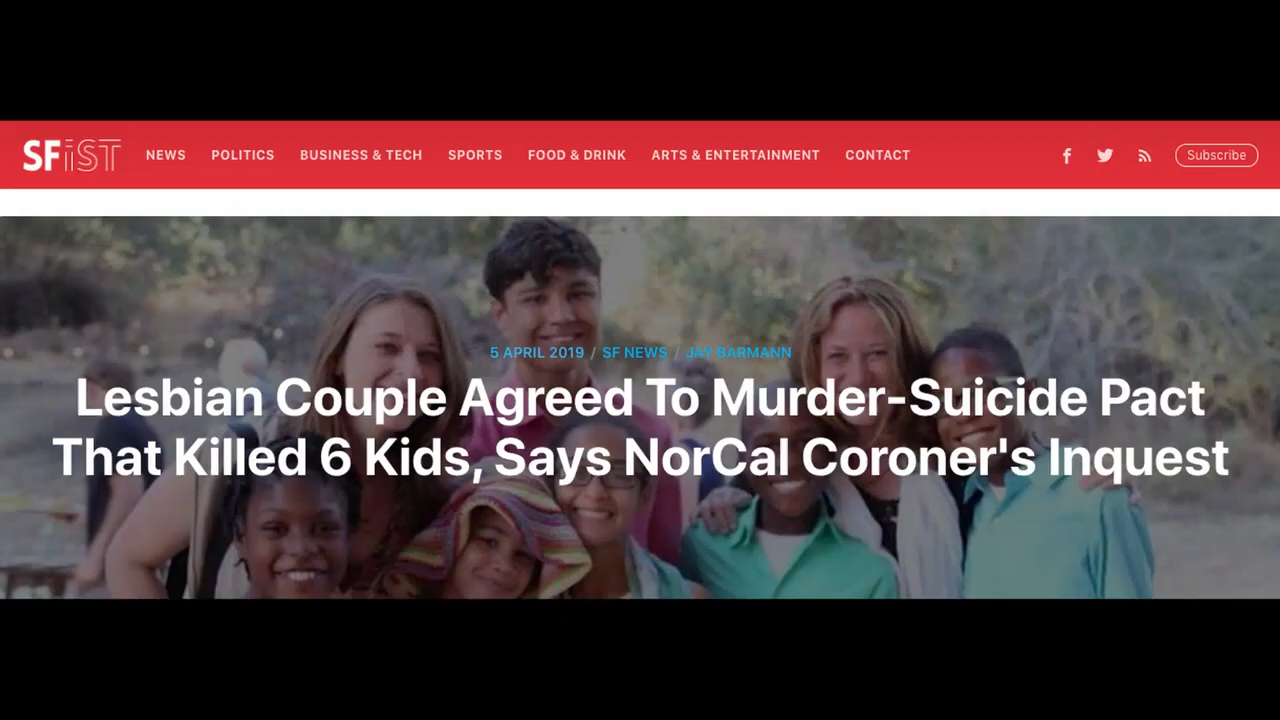 SFiST NEWS POLITICS BUSINESS & TECH SPORTS FOOD & DRINK ARTS & ENTERTAINMENT CONTACT Subscribe
5 APRIL 2019 / SF NEWS / JAY BARMANN
Lesbian Couple Agreed To Murder-Suicide Pact
That Killed 6 Kids, Says NorCal Coroner's Inquest